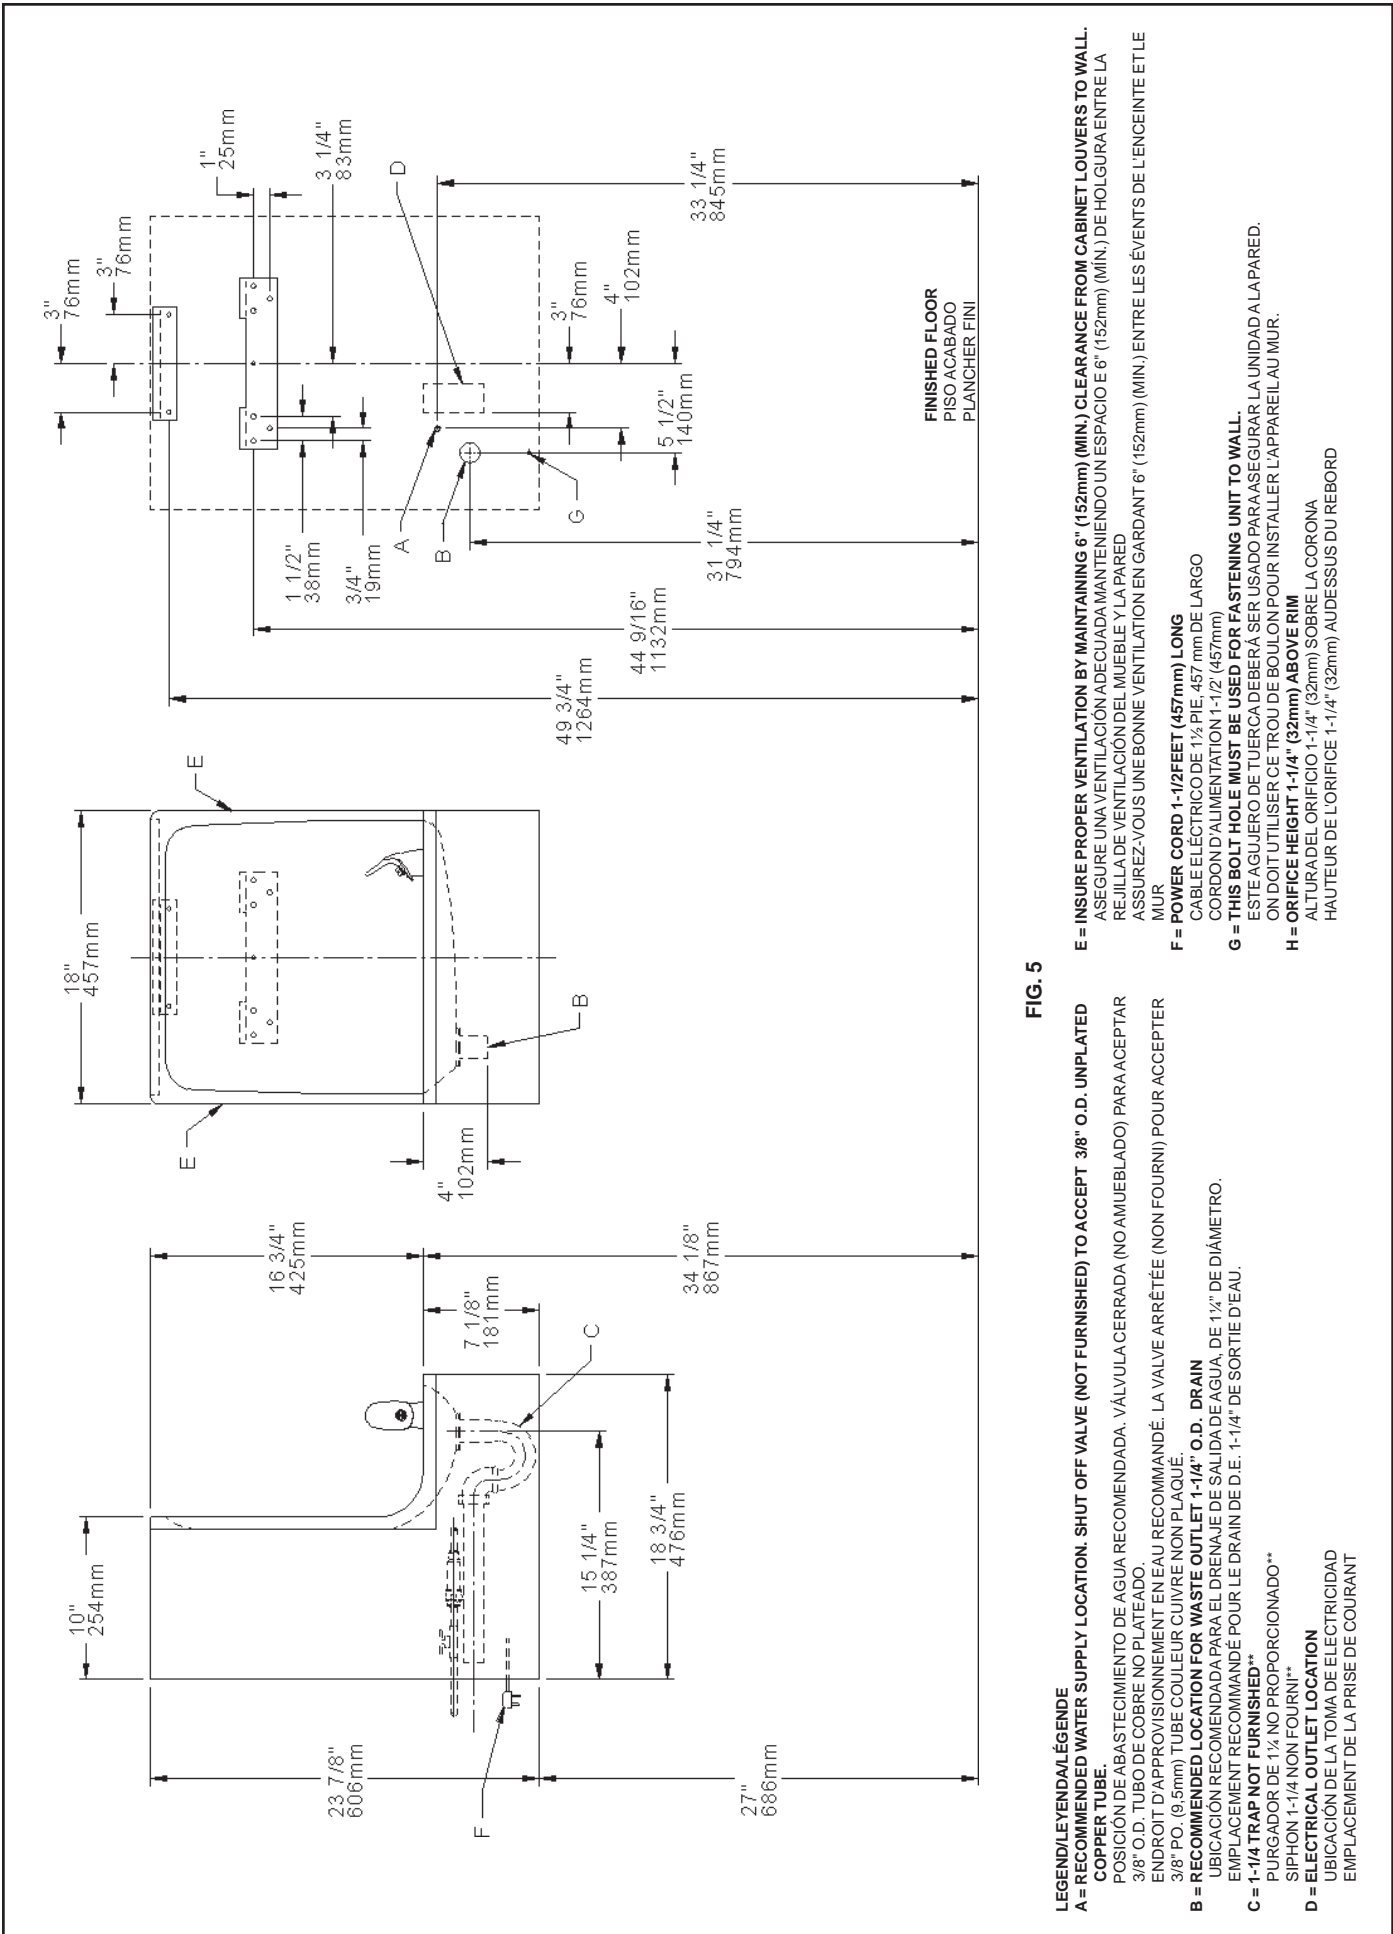 10"
254mm
23 7/8"
606mm
27"
686mm
F
15 1/4"
387mm
18 3/4"
476mm
C
7 1/8"
181mm
16 3/4"
425mm
34 1/8"
867mm
18"
457mm
E
E
4"
102mm
B
3"
76mm
3"
76mm
1"
25mm
3 1/4"
83mm
D
1 1/2"
38mm
3/4"
19mm
A
B
G
3"
76mm
4"
102mm
5 1/2"
140mm
33 1/4"
845mm
31 1/4"
794mm
44 9/16"
1132mm
49 3/4"
1264mm
FINISHED FLOOR
PISO ACABADO
PLANCHER FINI
FIG. 5
LEGEND/LEYENDA/LÉGENDE
A = RECOMMENDED WATER SUPPLY LOCATION. SHUT OFF VALVE (NOT FURNISHED) TO ACCEPT 3/8" O.D. UNPLATED
COPPER TUBE.
POSICIÓN DE ABASTECIMIENTO DE AGUA RECOMENDADA. VÁLVULA CERRADA (NO AMUEBLADO) PARA ACEPTAR
3/8" O.D. TUBO DE COBRE NO PLATEADO.
ENDROIT D'APPROVISIONNEMENT EN EAU RECOMMANDÉ. LA VALVE ARRÊTÉE (NON FOURNI) POUR ACCEPTER
3/8" PO. (9,5mm) TUBE COULEUR CUIVRE NON PLAQUÉ.
B = RECOMMENDED LOCATION FOR WASTE OUTLET 1-1/4" O.D. DRAIN
UBICACIÓN RECOMENDADA PARA EL DRENAJE DE SALIDA DE AGUA, DE 1¼" DE DIÁMETRO.
EMPLACEMENT RECOMMANDÉ POUR LE DRAIN DE D.E. 1-1/4" DE SORTIE D'EAU.
C = 1-1/4 TRAP NOT FURNISHED**
PURGADOR DE 1¼ NO PROPORCIONADO**
SIPHON 1-1/4 NON FOURNI**
D = ELECTRICAL OUTLET LOCATION
UBICACIÓN DE LA TOMA DE ELECTRICIDAD
EMPLACEMENT DE LA PRISE DE COURANT
E = INSURE PROPER VENTILATION BY MAINTAINING 6" (152mm) (MIN.) CLEARANCE FROM CABINET LOUVERS TO WALL.
ASEGURE UNA VENTILACIÓN ADECUADA MANTENIENDO UN ESPACIO E 6" (152mm) (MÍN.) DE HOLGURA ENTRE LA
REJILLA DE VENTILACIÓN DEL MUEBLE Y LA PARED
ASSUREZ-VOUS UNE BONNE VENTILATION EN GARDANT 6" (152mm) (MIN.) ENTRE LES ÉVENTS DE L'ENCEINTE ET LE
MUR
F = POWER CORD 1-1/2FEET (457mm) LONG
CABLE ELÉCTRICO DE 1½ PIE, 457 mm DE LARGO
CORDON D'ALIMENTATION 1-1/2' (457mm)
G = THIS BOLT HOLE MUST BE USED FOR FASTENING UNIT TO WALL.
ESTE AGUJERO DE TUERCA DEBERÁ SER USADO PARA ASEGURAR LA UNIDAD A LA PARED.
ON DOIT UTILISER CE TROU DE BOULON POUR INSTALLER L'APPAREIL AU MUR.
H = ORIFICE HEIGHT 1-1/4" (32mm) ABOVE RIM
ALTURA DEL ORIFICIO 1-1/4" (32mm) SOBRE LA CORONA
HAUTEUR DE L'ORIFICE 1-1/4" (32mm) AUDESSUS DU REBORD